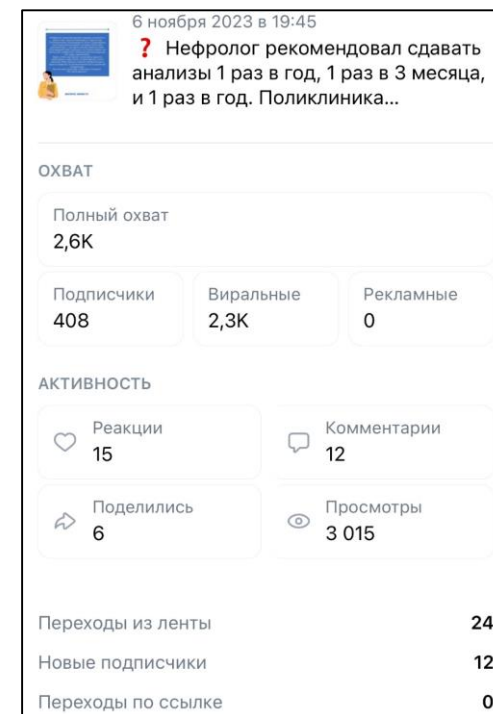 6 ноября 2023 в 19:45
❓ Нефролог рекомендовал сдавать
анализы 1 раз в год, 1 раз в 3 месяца,
и 1 раз в год. Поликлиника...
ОХВАТ
Полный охват
2,6K
Подписчики
408
Виральные
2,3K
Рекламные
0
АКТИВНОСТЬ
Реакции
15
Комментарии
12
Поделились
6
Просмотры
3 015
Переходы из ленты 24
Новые подписчики 12
Переходы по ссылке 0